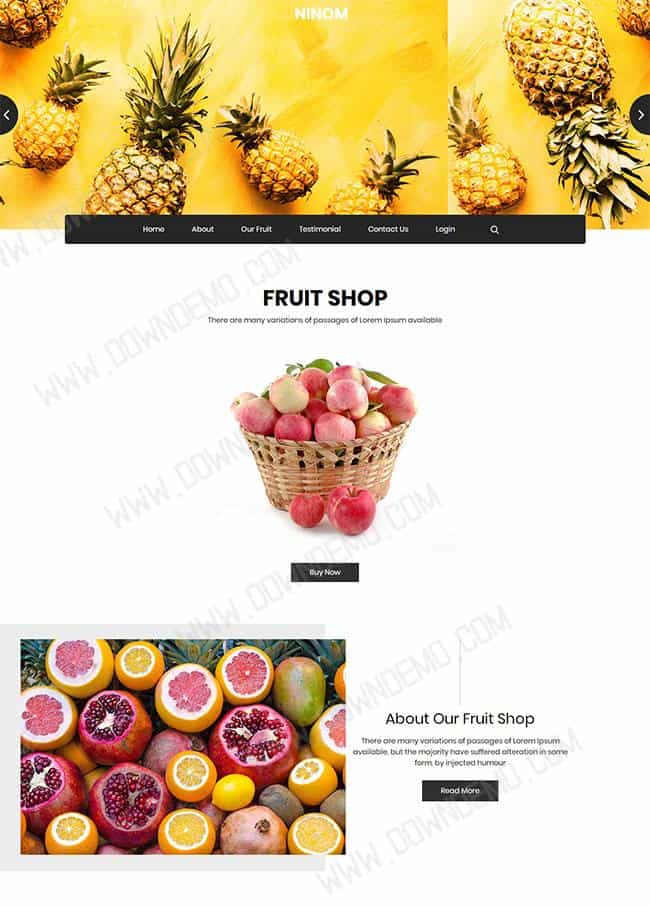 NINOM
Home About Our Fruit Testimonial Contact Us Login
FRUIT SHOP
There are many variations of passages of Lorem Ipsum available
Buy Now
About Our Fruit Shop
There are many variations of passages of Lorem Ipsum
available, but the majority have suffered alteration in some
form, by injected humour
Read More
WWW.DOWNDEMO.COM
WWW.DOWNDEMO.COM
WWW.DOWNDEMO.COM
WWW.DOWNDEMO.COM
WWW.DOWNDEMO.COM